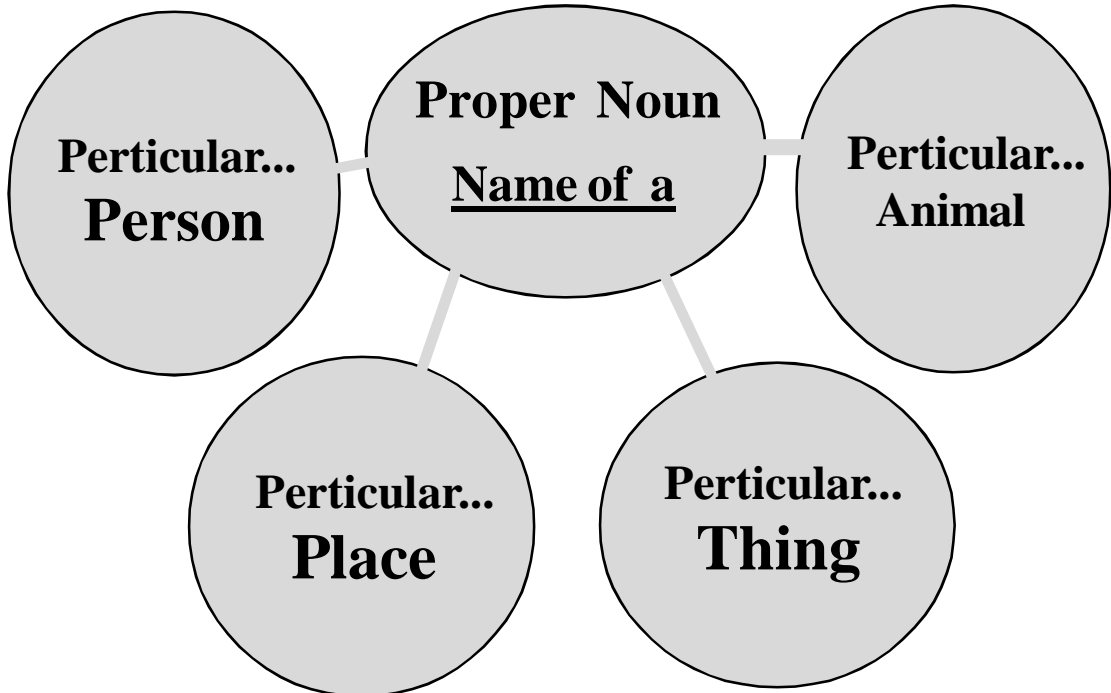 Proper Noun
Name of a
Perticular...
Person
Perticular...
Animal
Perticular...
Place
Perticular...
Thing